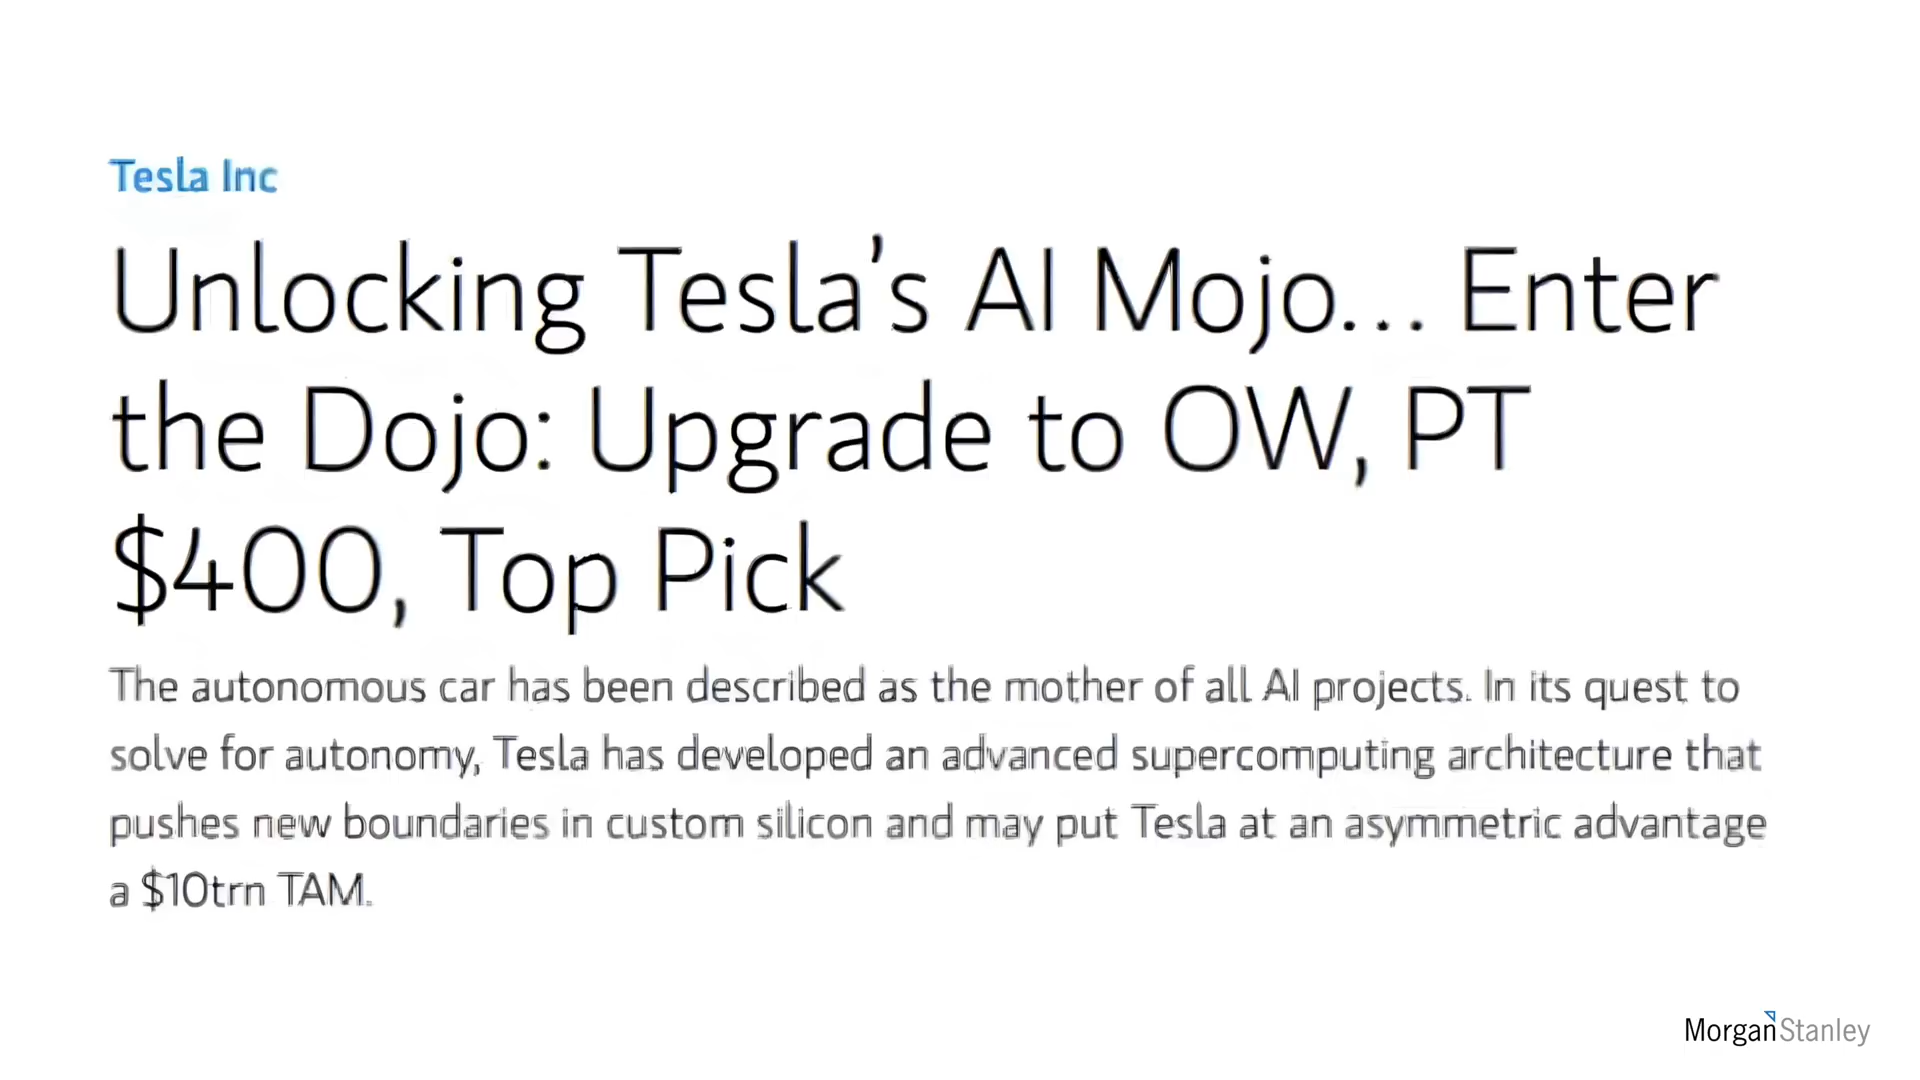 Tesla Inc
Unlocking Tesla’s AI Mojo… Enter
the Dojo: Upgrade to OW, PT
$400, Top Pick
The autonomous car has been described as the mother of all AI projects. In its quest to
solve for autonomy, Tesla has developed an advanced supercomputing architecture that
pushes new boundaries in custom silicon and may put Tesla at an asymmetric advantage
a $10trn TAM.
Morgan Stanley